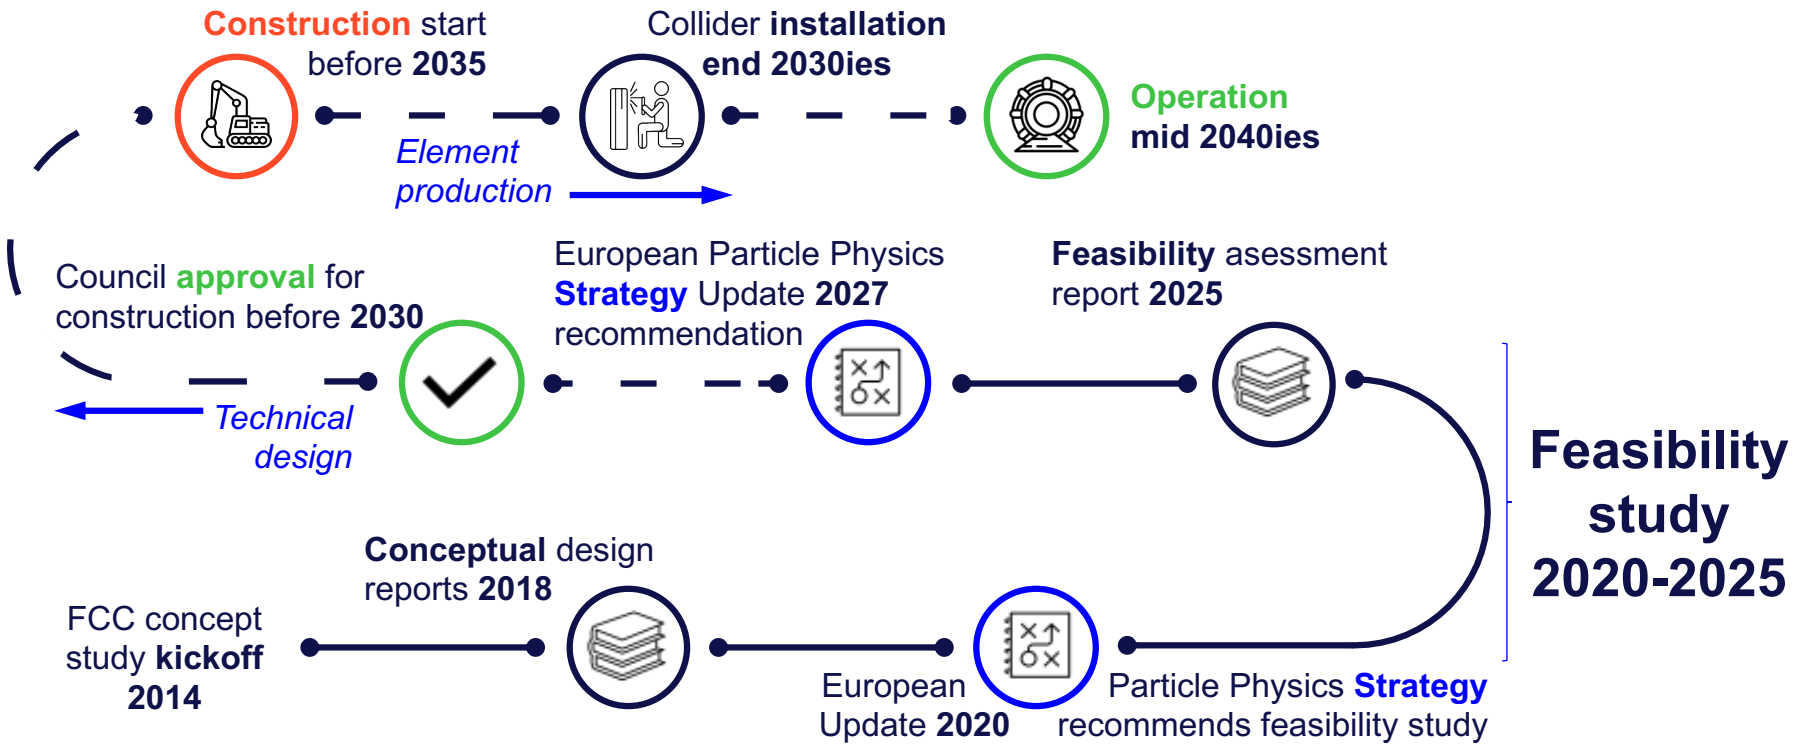 Construction start
before 2035
Collider installation
end 2030ies
Operation
mid 2040ies
Element
production
Council approval for
construction before 2030
European Particle Physics
Strategy Update 2027
recommendation
Feasibility asessment
report 2025
Technical
design
Feasibility
study
2020-2025
Conceptual design
reports 2018
FCC concept
study kickoff
2014
European Particle Physics Strategy
Update 2020 recommends feasibility study